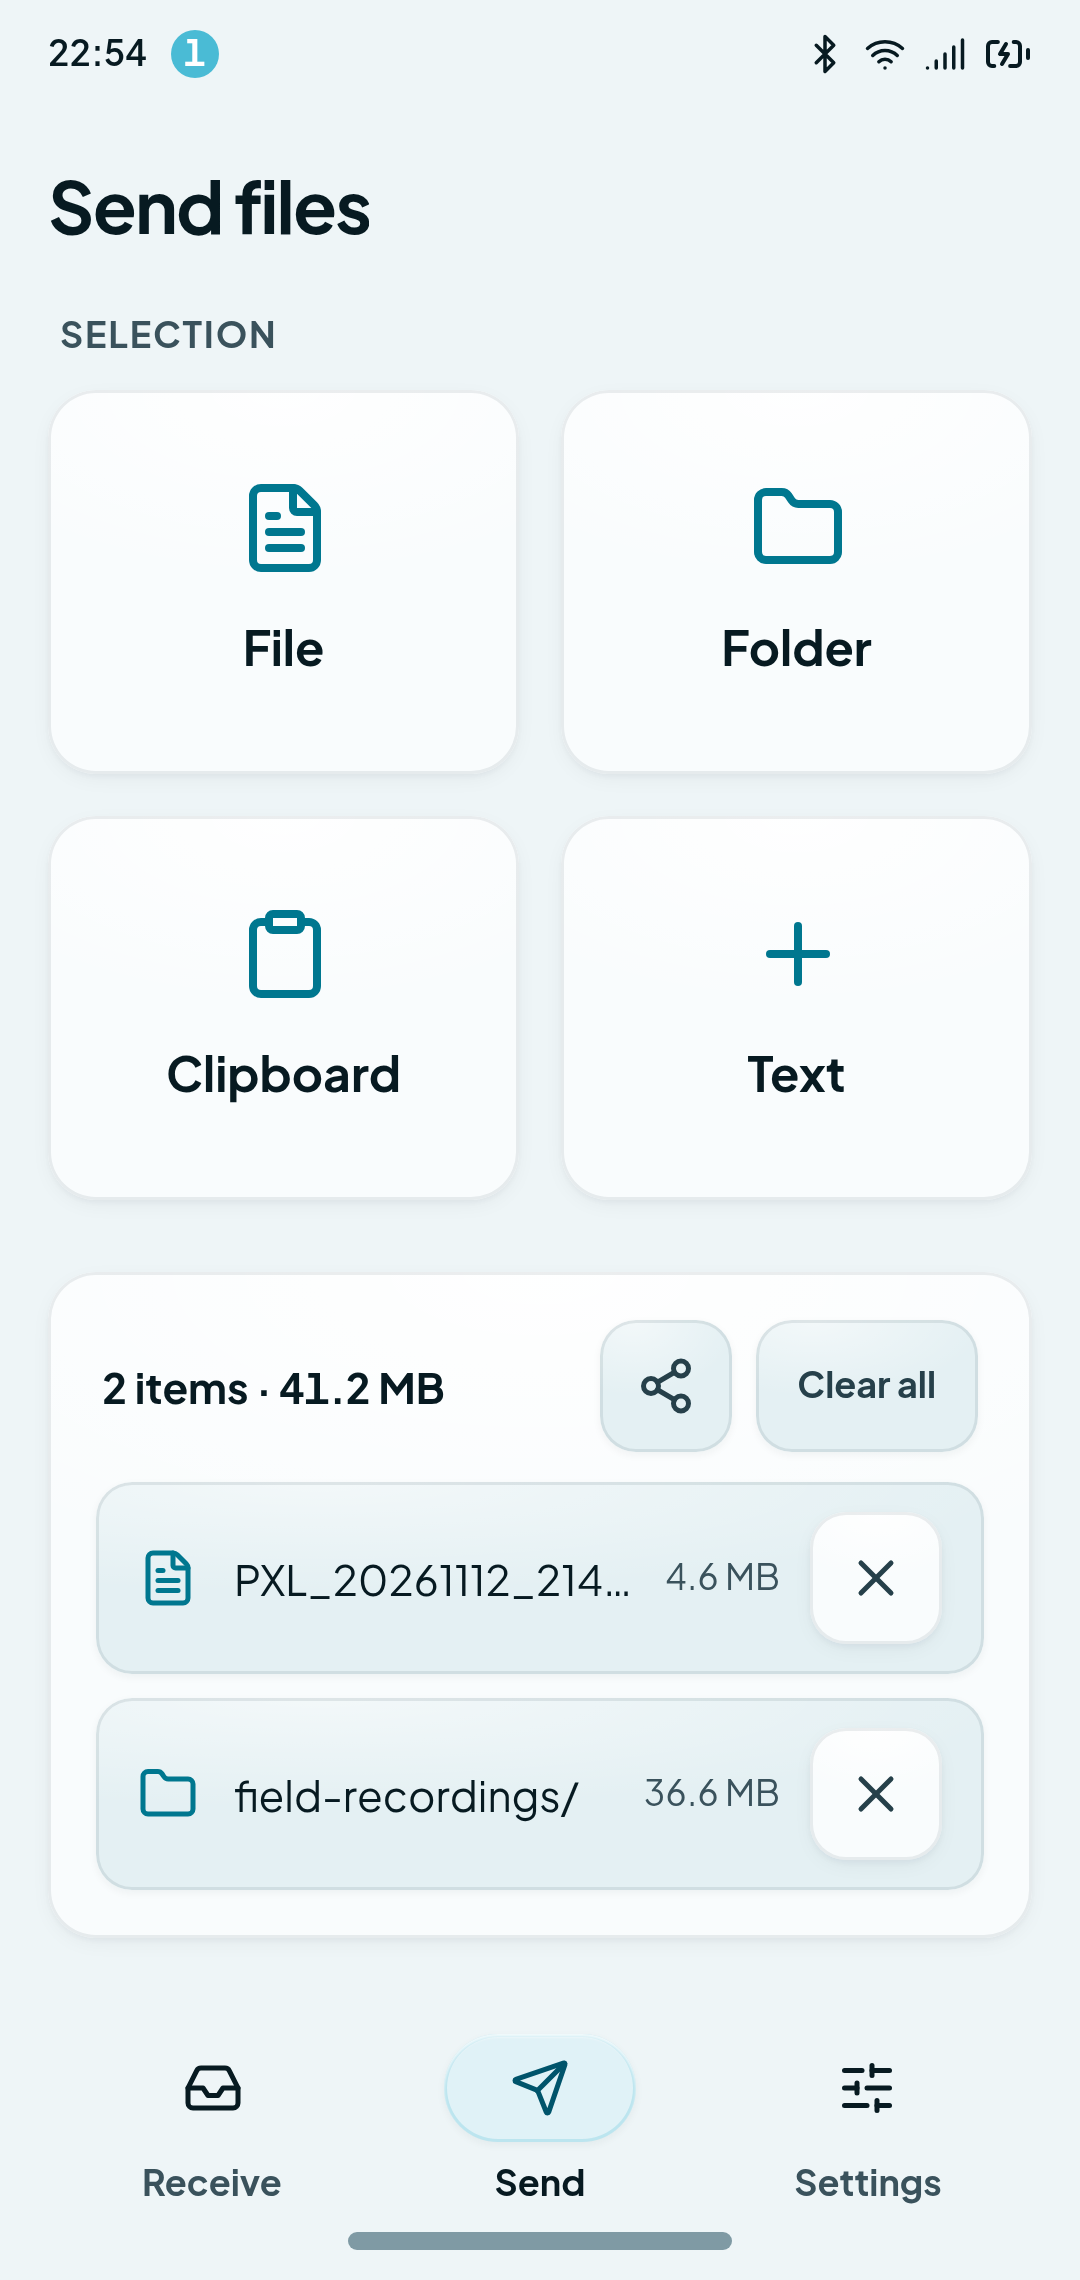 22:54 1
Send files
SELECTION
File
Folder
Clipboard
Text
2 items · 41.2 MB
Clear all
PXL_20261112_214… 4.6 MB
field-recordings/ 36.6 MB
Receive
Send
Settings